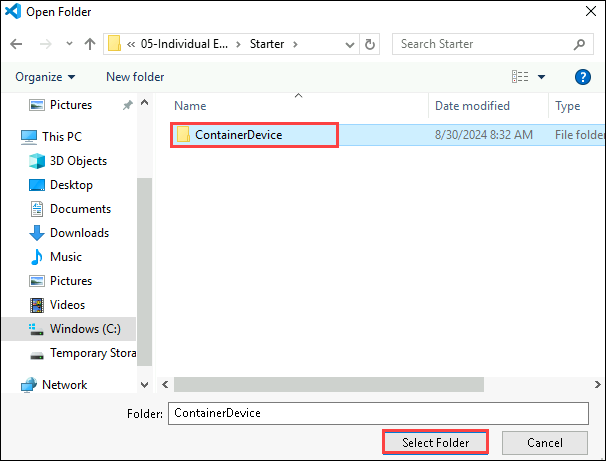 Open Folder
« 05-Individual E... > Starter >
Search Starter
Organize
New folder
?
Pictures
This PC
3D Objects
Desktop
Documents
Downloads
Music
Pictures
Videos
Windows (C:)
Temporary Stora
Network
Name
Date modified
Type
ContainerDevice
8/30/2024 8:32 AM
File folder
Folder:
ContainerDevice
Select Folder
Cancel